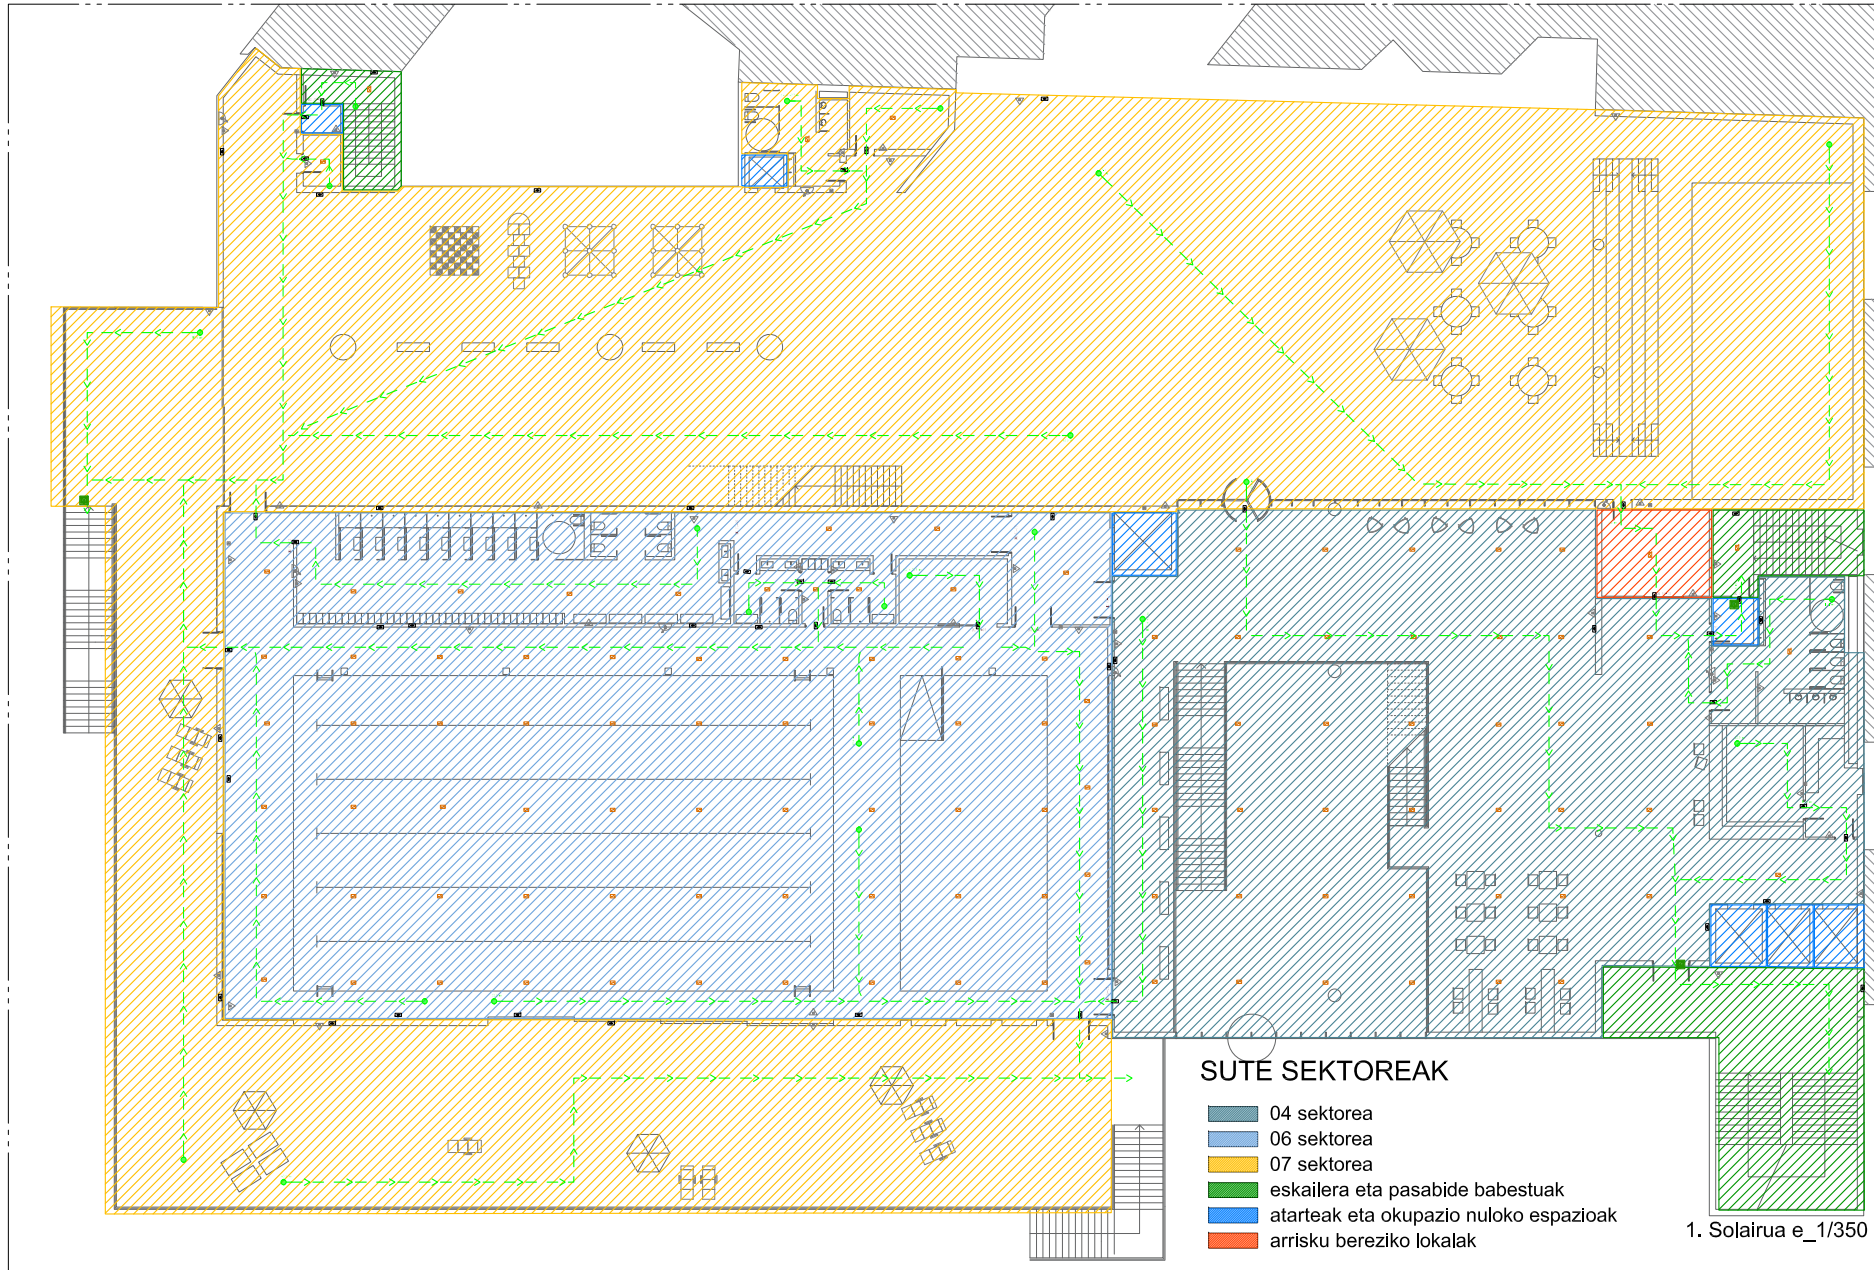 SUTE SEKTOREAK
04 sektorea
06 sektorea
07 sektorea
eskailera eta pasabide babestuak
atarteak eta okupazio nuloko espazioak
arrisku bereziko lokalak
1. Solairua e_1/350